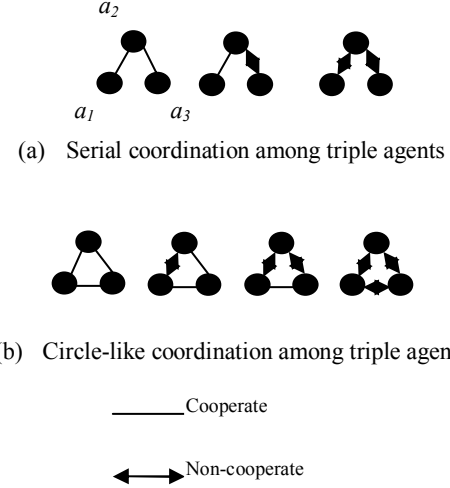 a2
a1 a3
(a) Serial coordination among triple agents
b) Circle-like coordination among triple agen
Cooperate
Non-cooperate